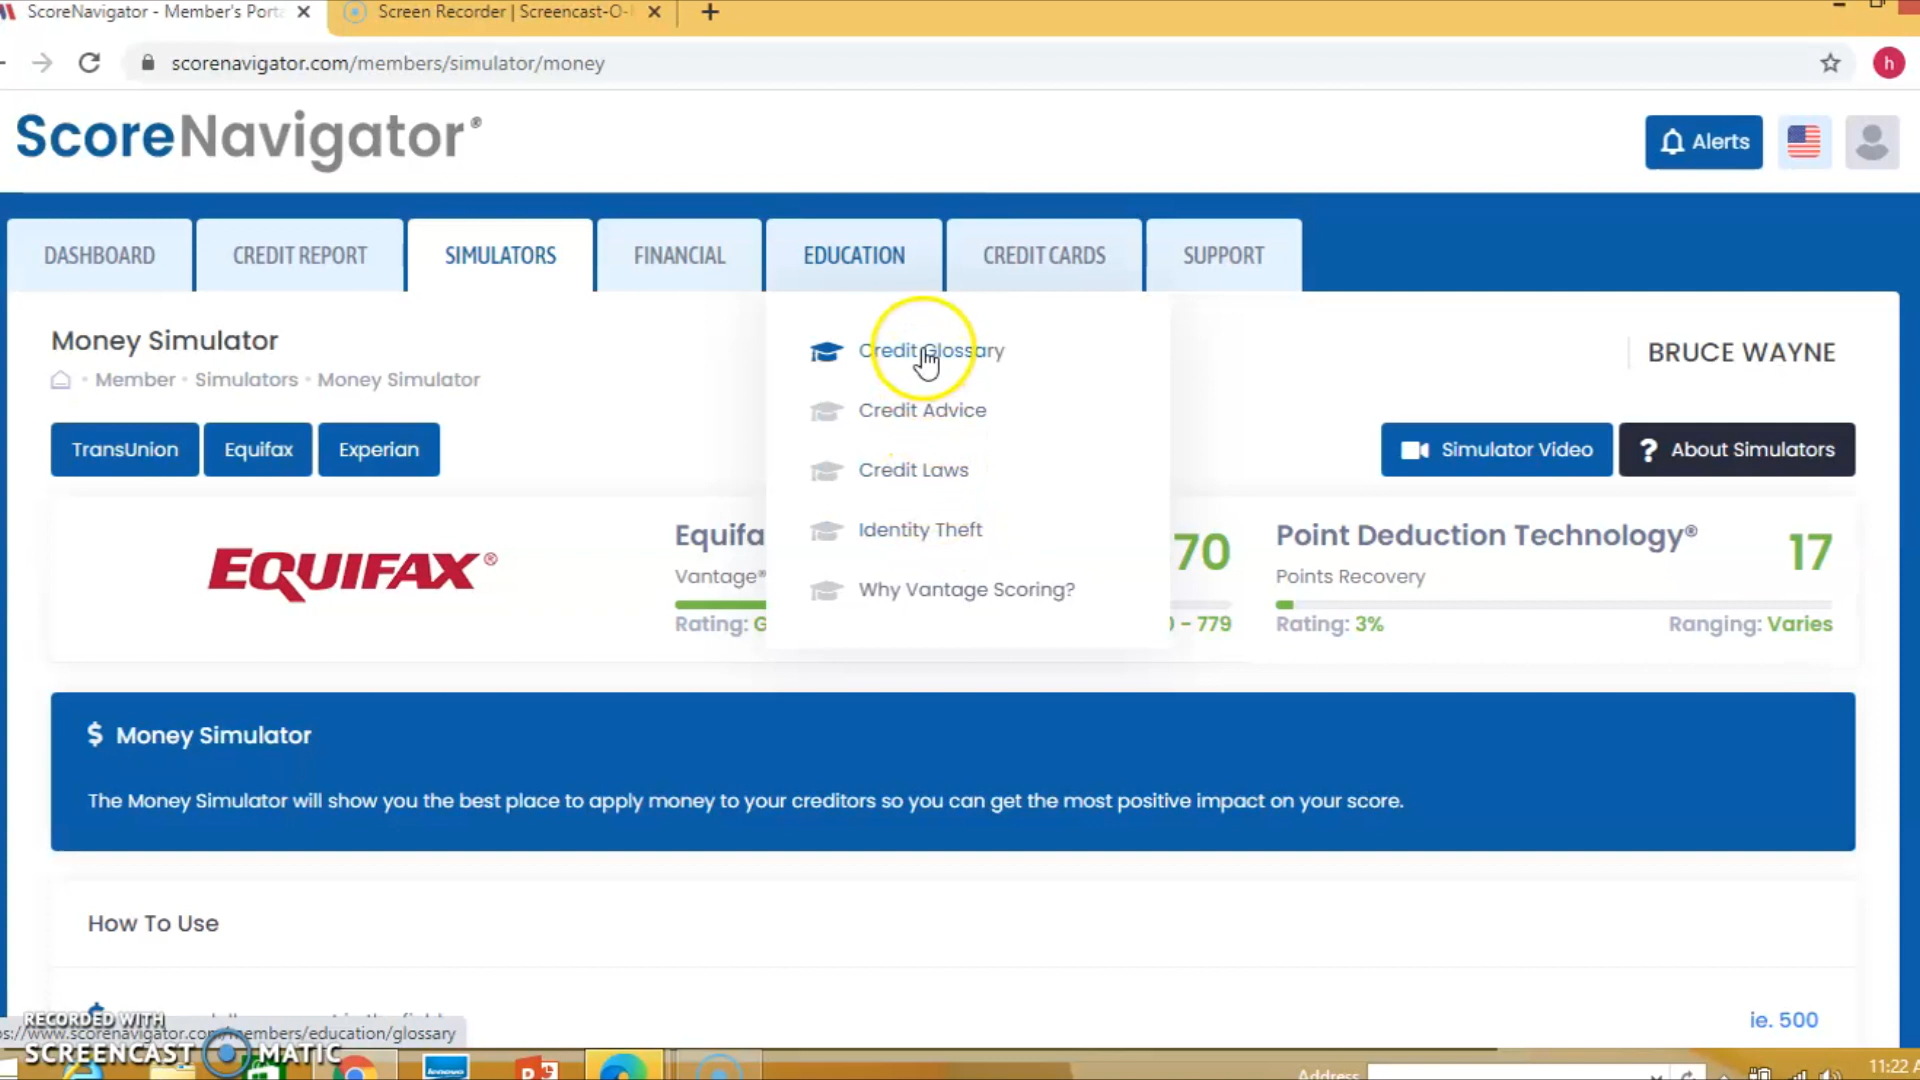 ScoreNavigator - Member's Porta
Screen Recorder | Screencast-O-
scorenavigator.com/members/simulator/money
h
ScoreNavigator®
Alerts
DASHBOARD
CREDIT REPORT
SIMULATORS
FINANCIAL
EDUCATION
CREDIT CARDS
SUPPORT
Money Simulator
Member • Simulators • Money Simulator
BRUCE WAYNE
Credit Glossary
Credit Advice
Credit Laws
Identity Theft
Why Vantage Scoring?
TransUnion
Equifax
Experian
Simulator Video
? About Simulators
EQUIFAX®
Equifa
Vantage®
70
Rating: G
– 779
Point Deduction Technology®
17
Points Recovery
Rating: 3%
Ranging: Varies
$ Money Simulator
The Money Simulator will show you the best place to apply money to your creditors so you can get the most positive impact on your score.
How To Use
ie. 500
RECORDED WITH
s://www.scorenavigator.com/members/education/glossary
SCREENCAST MATIC
lenovo
Address
11:22 A